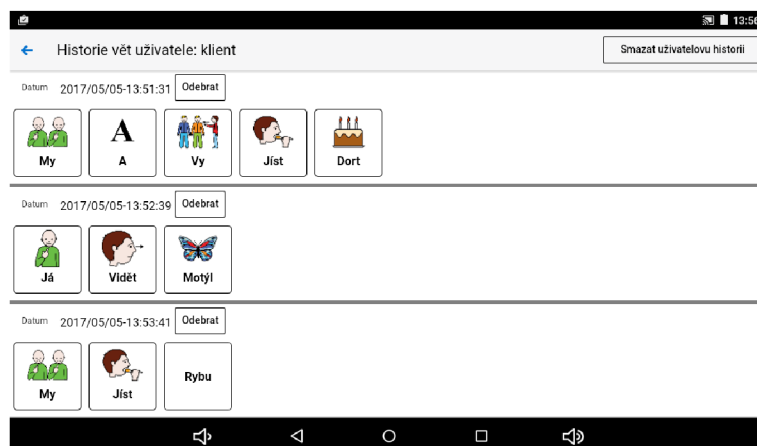 13:56
Historie vět uživatele: klient
Smazat uživatelovu historii
Datum 2017/05/05-13:51:31 Odebrat
A
My A Vy Jíst Dort
Datum 2017/05/05-13:52:39 Odebrat
Já Vidět Motýl
Datum 2017/05/05-13:53:41 Odebrat
My Jíst Rybu